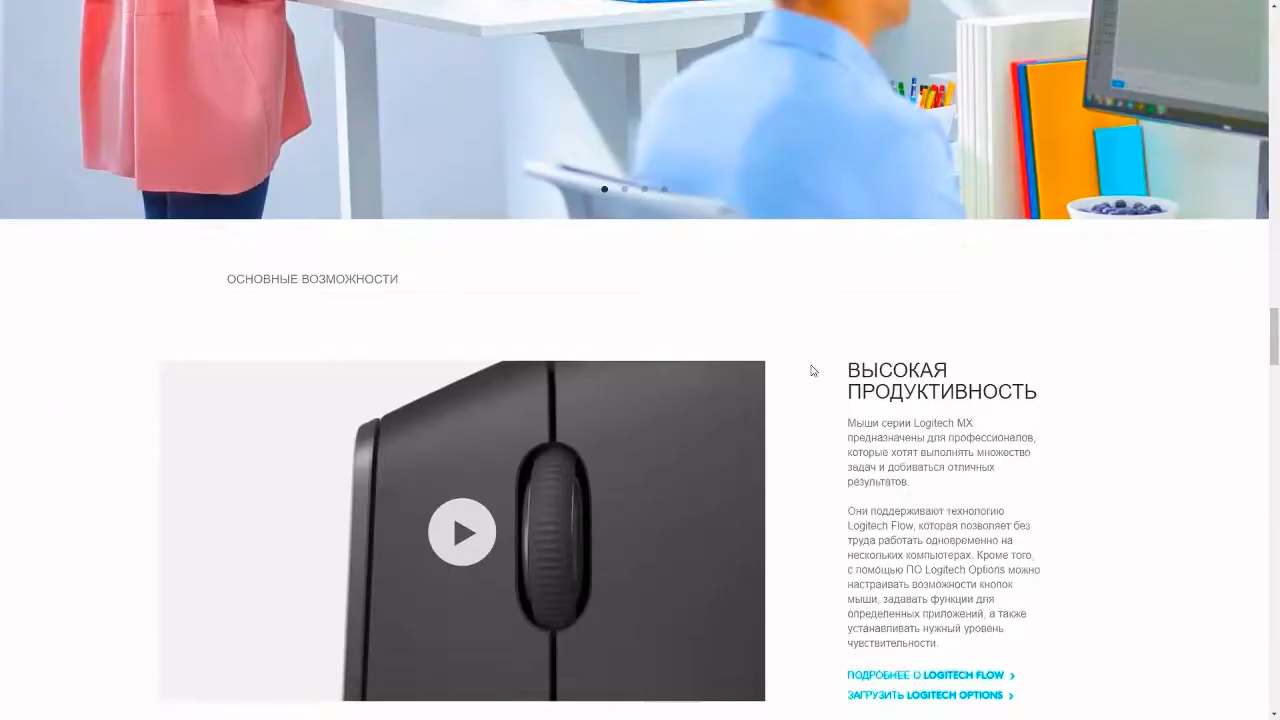 ОСНОВНЫЕ ВОЗМОЖНОСТИ
ВЫСОКАЯ
ПРОДУКТИВНОСТЬ
Мыши серии Logitech MX
предназначены для профессионалов,
которые хотят выполнять множество
задач и добиваться отличных
результатов.
Они поддерживают технологию
Logitech Flow, которая позволяет без
труда работать одновременно на
нескольких компьютерах. Кроме того,
с помощью ПО Logitech Options можно
настраивать возможности кнопок
мыши, задавать функции для
определенных приложений, а также
устанавливать нужный уровень
чувствительности.
ПОДРОБНЕЕ О LOGITECH FLOW ›
ЗАГРУЗИТЬ LOGITECH OPTIONS ›